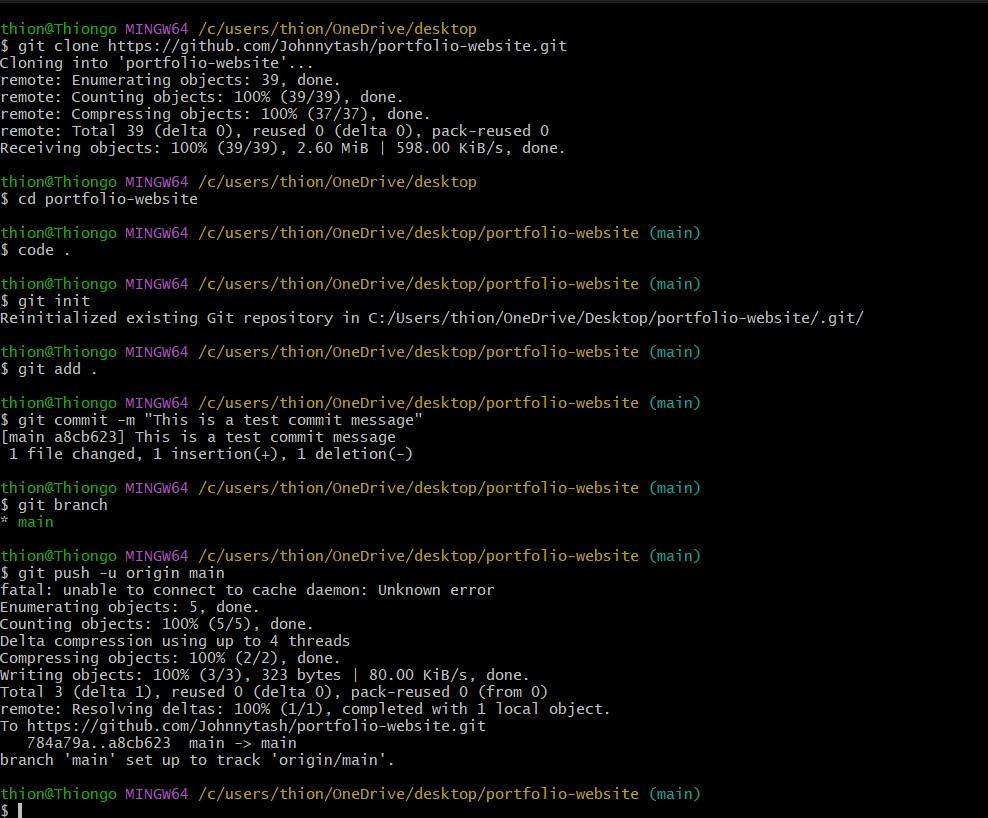 thion@Thiongo MINGW64 /c/users/thion/OneDrive/desktop
$ git clone https://github.com/Johnnytash/portfolio-website.git
Cloning into 'portfolio-website'...
remote: Enumerating objects: 39, done.
remote: Counting objects: 100% (39/39), done.
remote: Compressing objects: 100% (37/37), done.
remote: Total 39 (delta 0), reused 0 (delta 0), pack-reused 0
Receiving objects: 100% (39/39), 2.60 MiB | 598.00 KiB/s, done.
thion@Thiongo MINGW64 /c/users/thion/OneDrive/desktop
$ cd portfolio-website
thion@Thiongo MINGW64 /c/users/thion/OneDrive/desktop/portfolio-website (main)
$ code .
thion@Thiongo MINGW64 /c/users/thion/OneDrive/desktop/portfolio-website (main)
$ git init
Reinitialized existing Git repository in C:/Users/thion/OneDrive/Desktop/portfolio-website/.git/
thion@Thiongo MINGW64 /c/users/thion/OneDrive/desktop/portfolio-website (main)
$ git add .
thion@Thiongo MINGW64 /c/users/thion/OneDrive/desktop/portfolio-website (main)
$ git commit -m "This is a test commit message"
[main a8cb623] This is a test commit message
 1 file changed, 1 insertion(+), 1 deletion(-)
thion@Thiongo MINGW64 /c/users/thion/OneDrive/desktop/portfolio-website (main)
$ git branch
* main
thion@Thiongo MINGW64 /c/users/thion/OneDrive/desktop/portfolio-website (main)
$ git push -u origin main
fatal: unable to connect to cache daemon: Unknown error
Enumerating objects: 5, done.
Counting objects: 100% (5/5), done.
Delta compression using up to 4 threads
Compressing objects: 100% (2/2), done.
Writing objects: 100% (3/3), 323 bytes | 80.00 KiB/s, done.
Total 3 (delta 1), reused 0 (delta 0), pack-reused 0 (from 0)
remote: Resolving deltas: 100% (1/1), completed with 1 local object.
To https://github.com/Johnnytash/portfolio-website.git
   784a79a..a8cb623  main -> main
branch 'main' set up to track 'origin/main'.
thion@Thiongo MINGW64 /c/users/thion/OneDrive/desktop/portfolio-website (main)
$